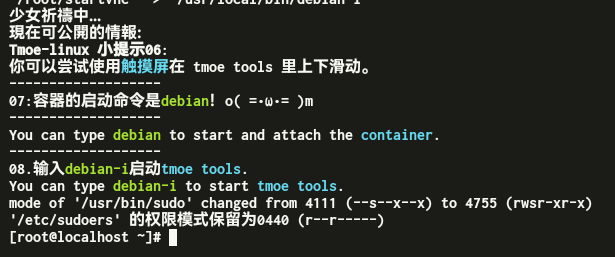 '/root/startvnc' -> '/usr/local/bin/debian-i'
少女祈禱中…
現在可公開的情報:
Tmoe-linux 小提示06:
你可以尝试使用触摸屏在 tmoe tools 里上下滑动。
-------------------
07:容器的启动命令是debian! o( =•ω•= )m
-------------------
You can type debian to start and attach the container.
-------------------
08.输入debian-i启动tmoe tools.
You can type debian-i to start tmoe tools.
mode of '/usr/bin/sudo' changed from 4111 (--s--x--x) to 4755 (rwsr-xr-x)
'/etc/sudoers' 的权限模式保留为0440 (r--r-----)
[root@localhost ~]#